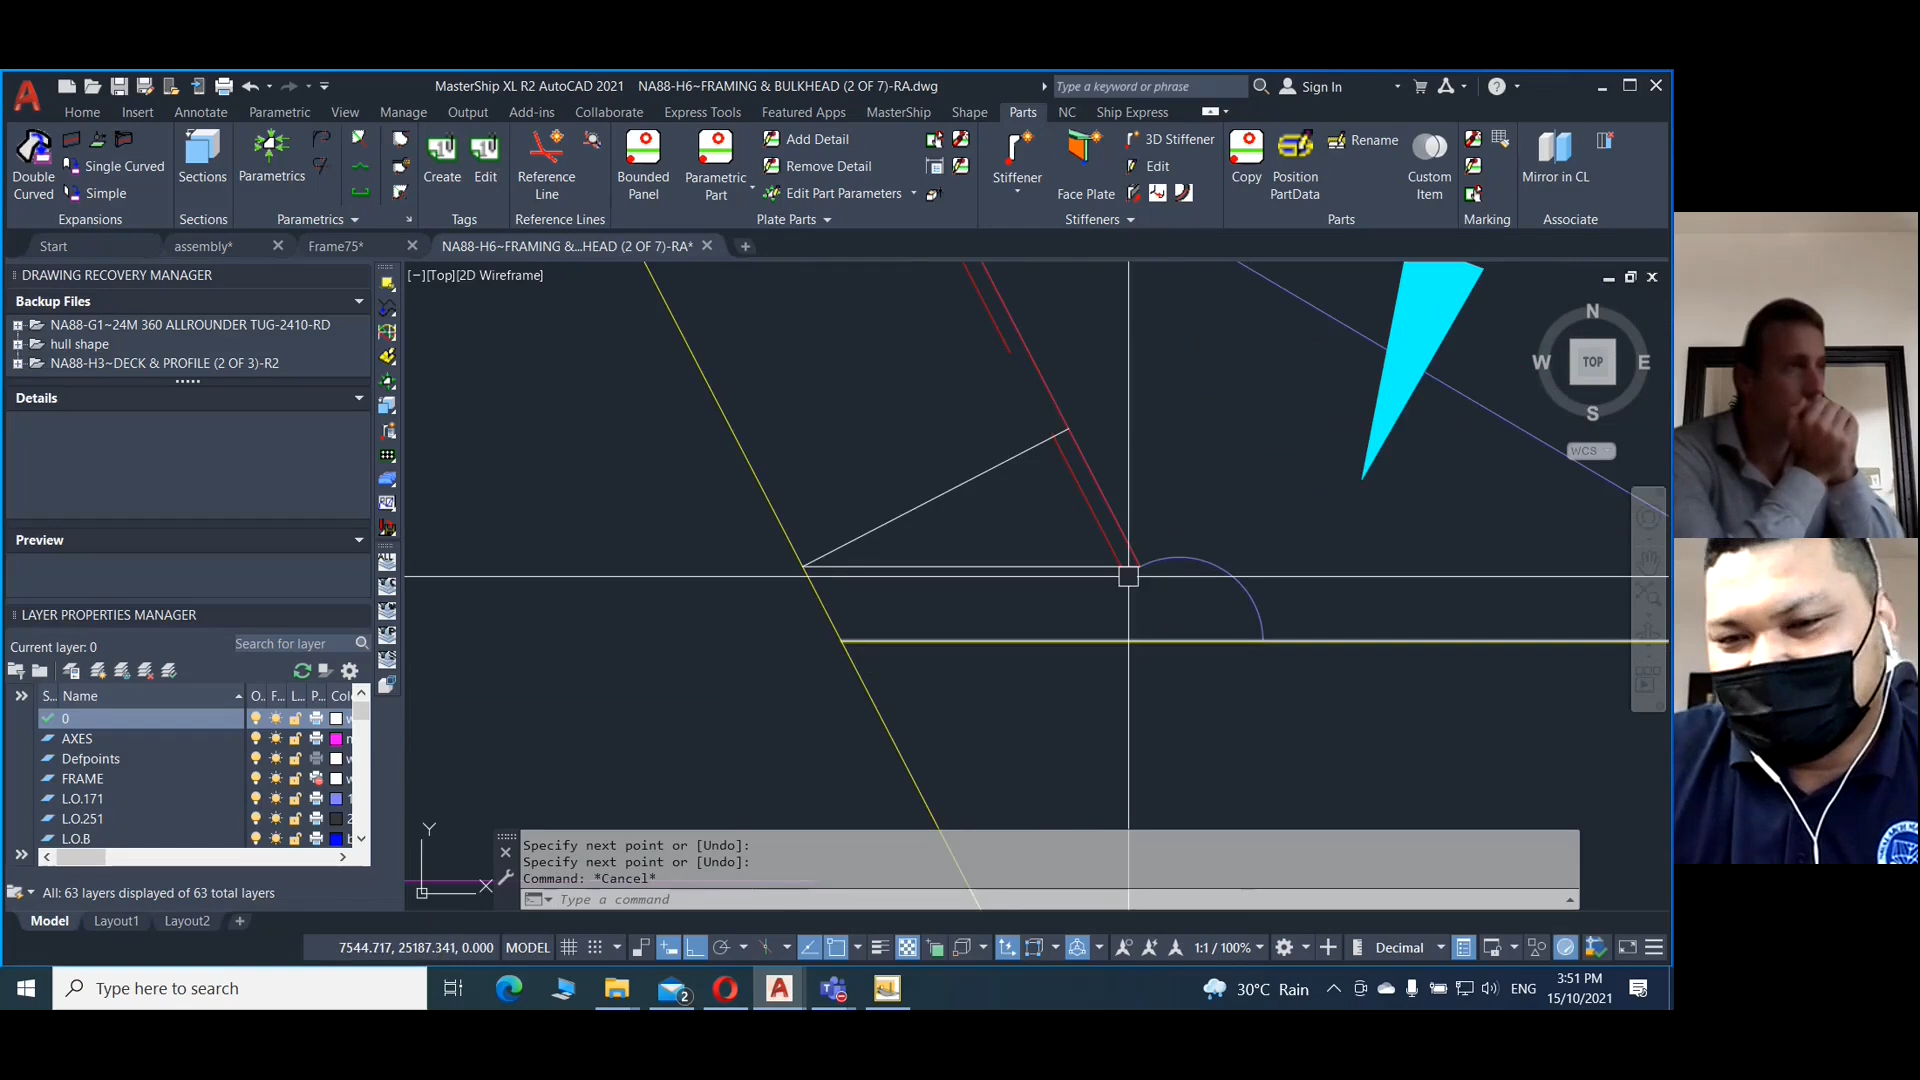 MasterShip XL R2 AutoCAD 2021 NA88-H6~FRAMING & BULKHEAD (2 OF 7)-RA.dwg
Type a keyword or phrase
Sign In
Home Insert Annotate Parametric View Manage Output Add-ins Collaborate Express Tools Featured Apps MasterShip Shape Parts NC Ship Express
Double Curved
Single Curved
Simple
Sections
Parametrics
Create
Edit
Reference Line
Bounded Panel
Parametric Part
Add Detail
Remove Detail
Edit Part Parameters
Stiffener
Face Plate
3D Stiffener
Edit
Copy
Position PartData
Rename
Custom Item
Mirror in CL
Expansions Sections Parametrics Tags Reference Lines Plate Parts Stiffeners Parts Marking Associate
Start assembly* Frame75* NA88-H6~FRAMING &...HEAD (2 OF 7)-RA*
DRAWING RECOVERY MANAGER
Backup Files
NA88-G1~24M 360 ALLROUNDER TUG-2410-RD
hull shape
NA88-H3~DECK & PROFILE (2 OF 3)-R2
Details
Preview
LAYER PROPERTIES MANAGER
Current layer: 0
Search for layer
S.. Name O. F.. L.. P.. Colo
0 w
AXES
Defpoints w
FRAME w
L.O.171 1
L.O.251 2
L.O.B b
All: 63 layers displayed of 63 total layers
[−][Top][2D Wireframe]
N
W TOP E
S
WCS
Y
X
Specify next point or [Undo]:
Specify next point or [Undo]:
Command: *Cancel*
Type a command
Model Layout1 Layout2
7544.717, 25187.341, 0.000 MODEL 1:1 / 100% Decimal
Type here to search
2
30°C Rain
ENG
3:51 PM
15/10/2021